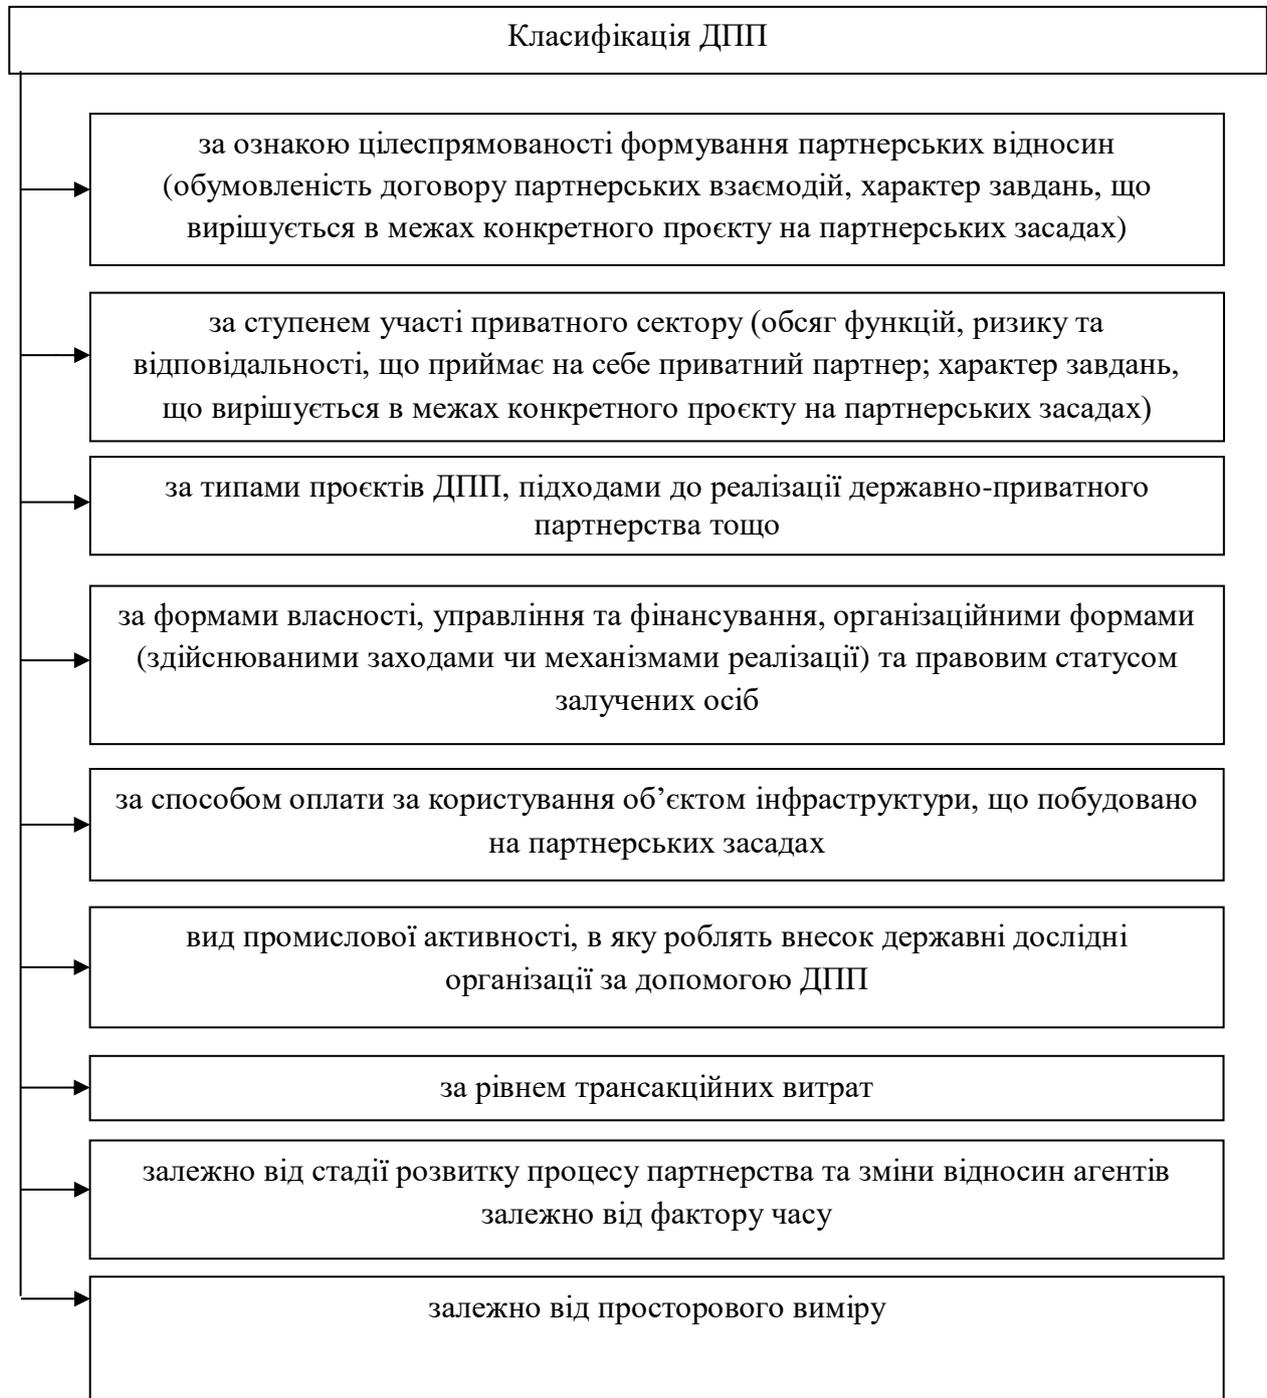 Класифікація ДПП
за ознакою цілеспрямованості формування партнерських відносин
(обумовленість договору партнерських взаємодій, характер завдань, що
вирішується в межах конкретного проєкту на партнерських засадах)
за ступенем участі приватного сектору (обсяг функцій, ризику та
відповідальності, що приймає на себе приватний партнер; характер завдань,
що вирішується в межах конкретного проєкту на партнерських засадах)
за типами проєктів ДПП, підходами до реалізації державно-приватного
партнерства тощо
за формами власності, управління та фінансування, організаційними формами
(здійснюваними заходами чи механізмами реалізації) та правовим статусом
залучених осіб
за способом оплати за користування об’єктом інфраструктури, що побудовано
на партнерських засадах
вид промислової активності, в яку роблять внесок державні дослідні
організації за допомогою ДПП
за рівнем трансакційних витрат
залежно від стадії розвитку процесу партнерства та зміни відносин агентів
залежно від фактору часу
залежно від просторового виміру